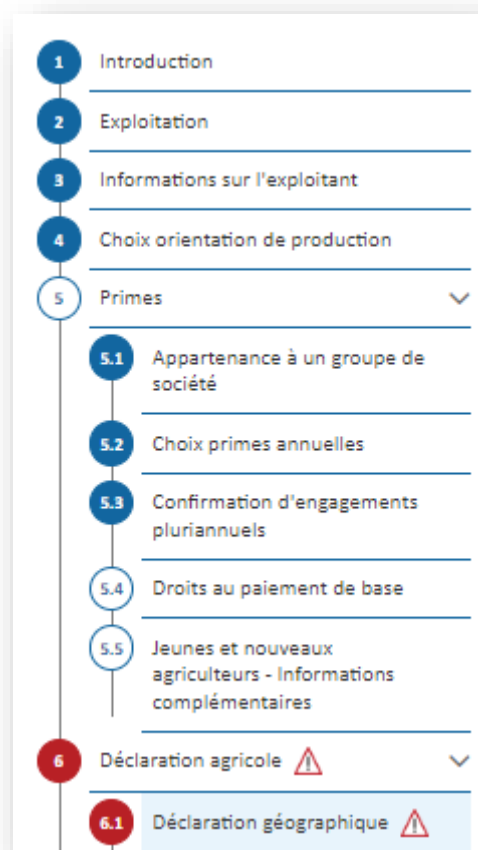 1 Introduction
2 Exploitation
3 Informations sur l'exploitant
4 Choix orientation de production
5 Primes
5.1 Appartenance à un groupe de
société
5.2 Choix primes annuelles
5.3 Confirmation d'engagements
pluriannuels
5.4 Droits au paiement de base
5.5 Jeunes et nouveaux
agriculteurs - Informations
complémentaires
6 Déclaration agricole
6.1 Déclaration géographique